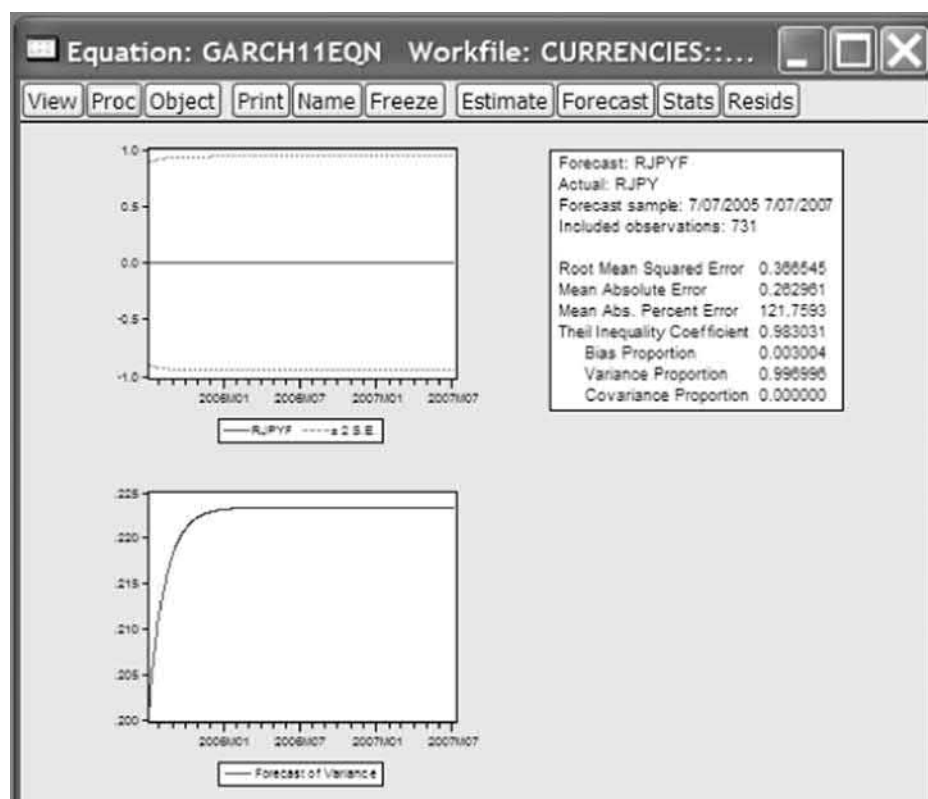 Equation: GARCH11EQN Workfile: CURRENCIES::...
View Proc Object Print Name Freeze Estimate Forecast Stats Resids
1.0
0.5
0.0
-0.5
-1.0
2006M01 2006M07 2007M01 2007M07
RJPYF ± 2 S.E.
Forecast: RJPYF
Actual: RJPY
Forecast sample: 7/07/2005 7/07/2007
Included observations: 731
Root Mean Squared Error 0.366545
Mean Absolute Error 0.262961
Mean Abs. Percent Error 121.7593
Theil Inequality Coefficient 0.983031
Bias Proportion 0.003004
Variance Proportion 0.996996
Covariance Proportion 0.000000
.225
.220
.215
.210
.205
.200
2006M01 2006M07 2007M01 2007M07
Forecast of Variance